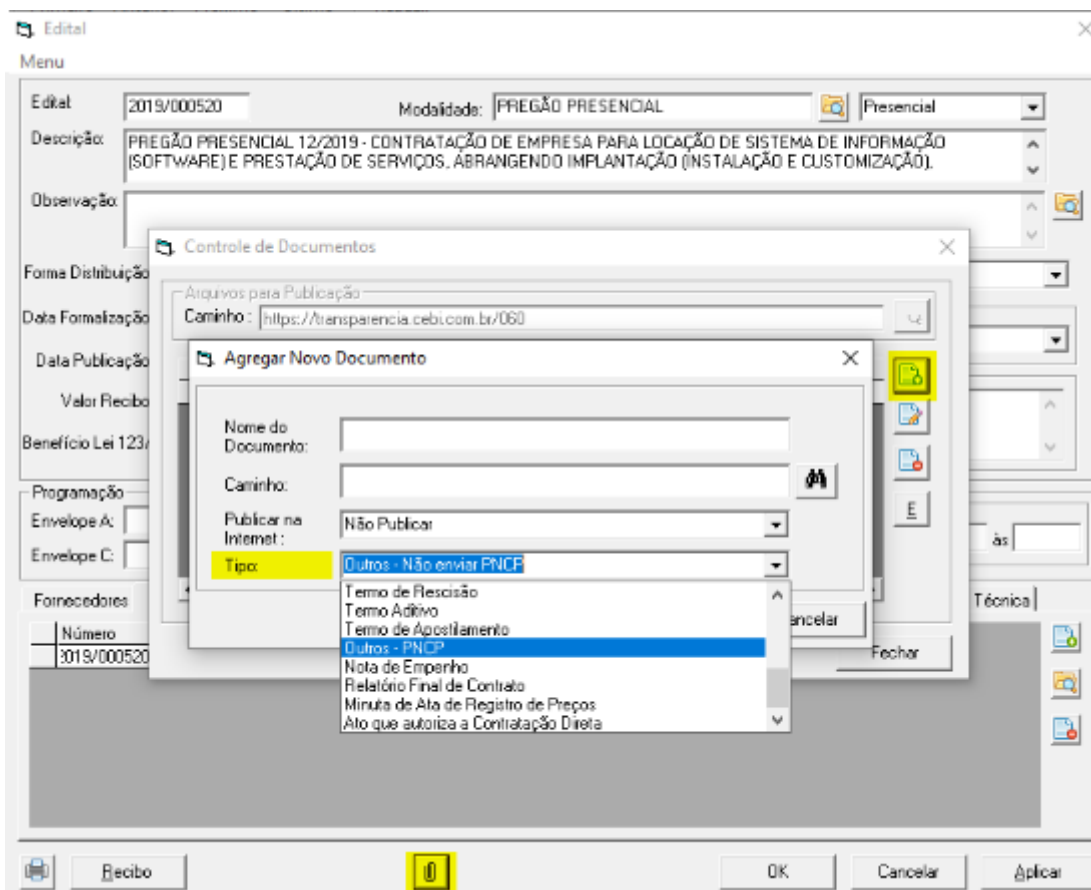 Edital
Menu
Edital:
2019/000520
Modalidade:
PREGÃO PRESENCIAL
Presencial
Descrição:
PREGÃO PRESENCIAL 12/2019 - CONTRATAÇÃO DE EMPRESA PARA LOCAÇÃO DE SISTEMA DE INFORMAÇÃO
(SOFTWARE) E PRESTAÇÃO DE SERVIÇOS, ABRANGENDO IMPLANTAÇÃO (INSTALAÇÃO E CUSTOMIZAÇÃO),
Observação:
Controle de Documentos
Forma Distribuição
Arquivos para Publicação
Data Formalização
Caminho :
https://transparencia.cebi.com.br/060
Data Publicação
Agregar Novo Documento
Valor Recibo
Nome do
Documento:
Benefício Lei 123/
Caminho:
Programação
Envelope A:
Publicar na
Internet :
Não Publicar
E
às
Envelope C:
Tipo:
Outros - Não enviar PNCP
Fornecedores
Termo de Rescisão
Técnica
Termo Aditivo
ancelar
Número
Termo de Apostilamento
2019/000520
Outros - PNCP
Fechar
Nota de Empenho
Relatório Final de Contrato
Minuta de Ata de Registro de Preços
Ato que autoriza a Contratação Direta
Recibo
OK
Cancelar
Aplicar